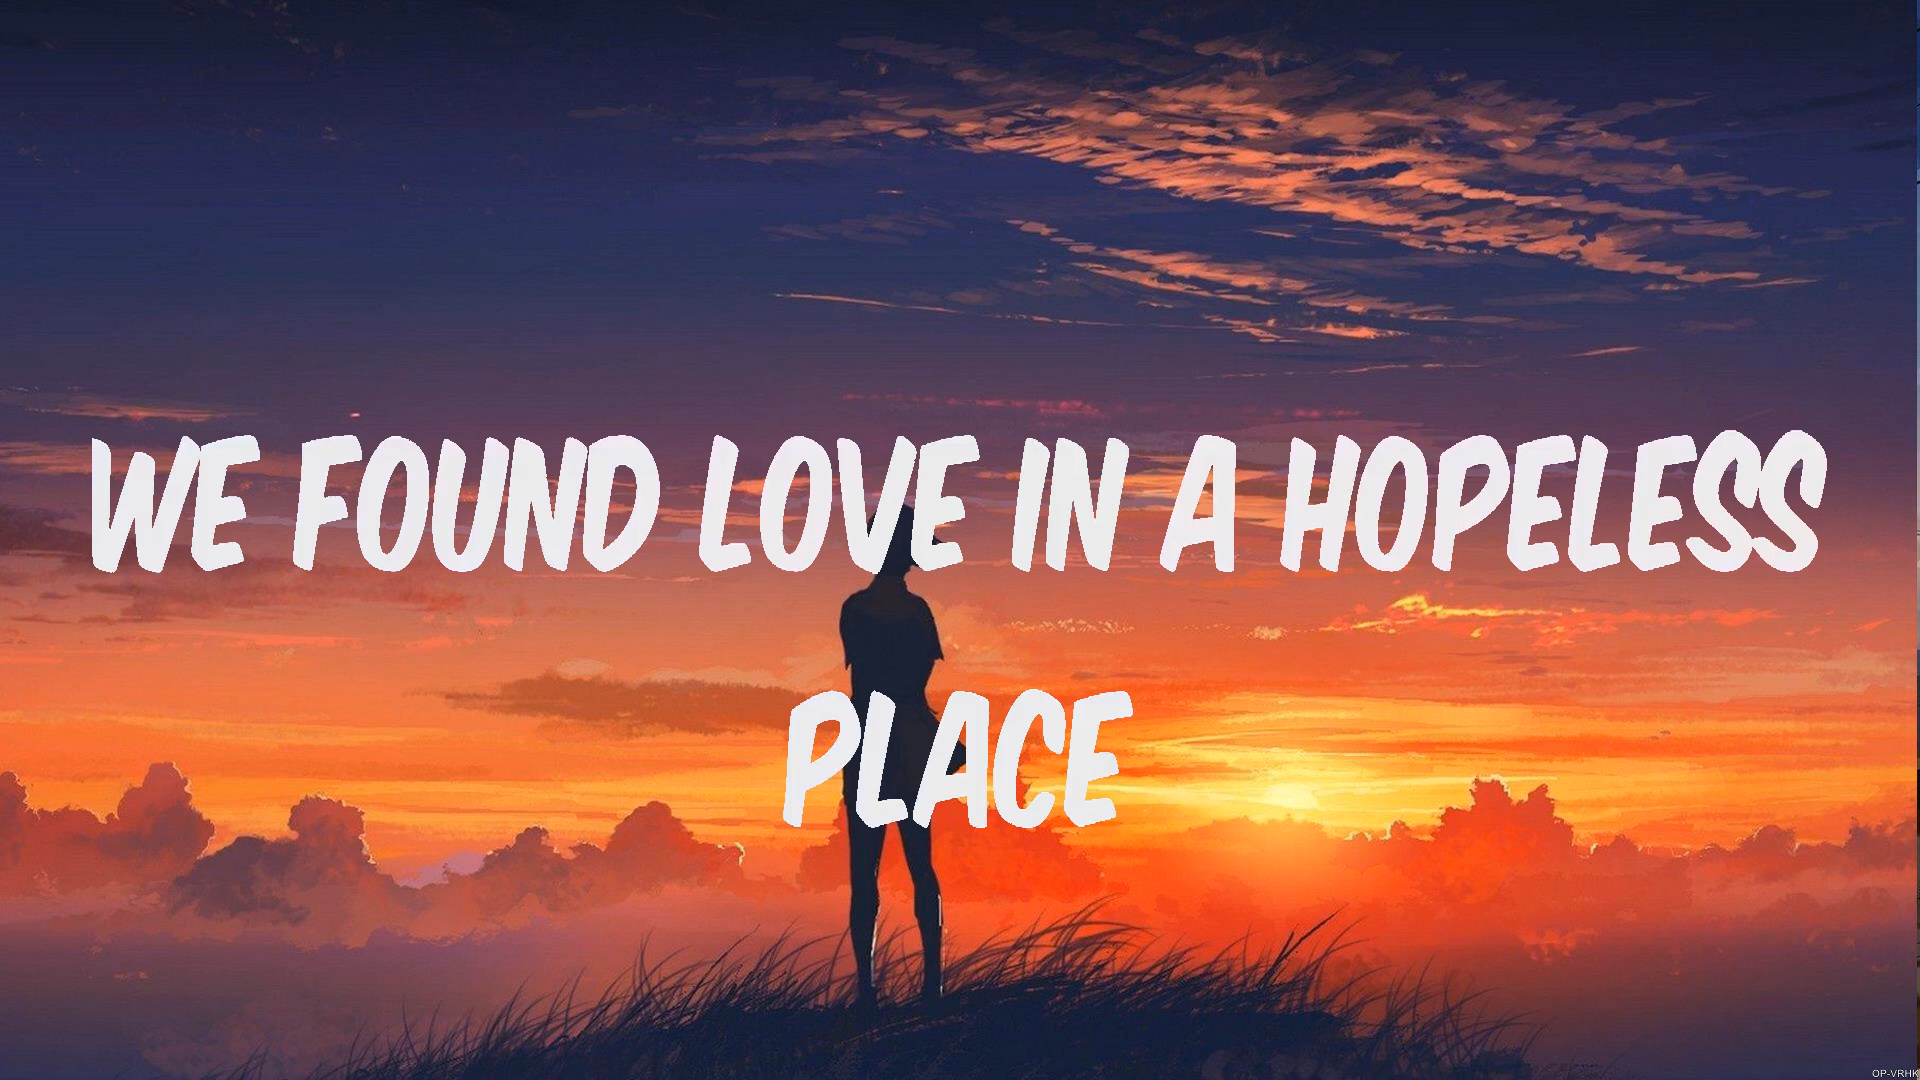 WE FOUND LOVE IN A HOPELESS
PLACE
OP-VRHK